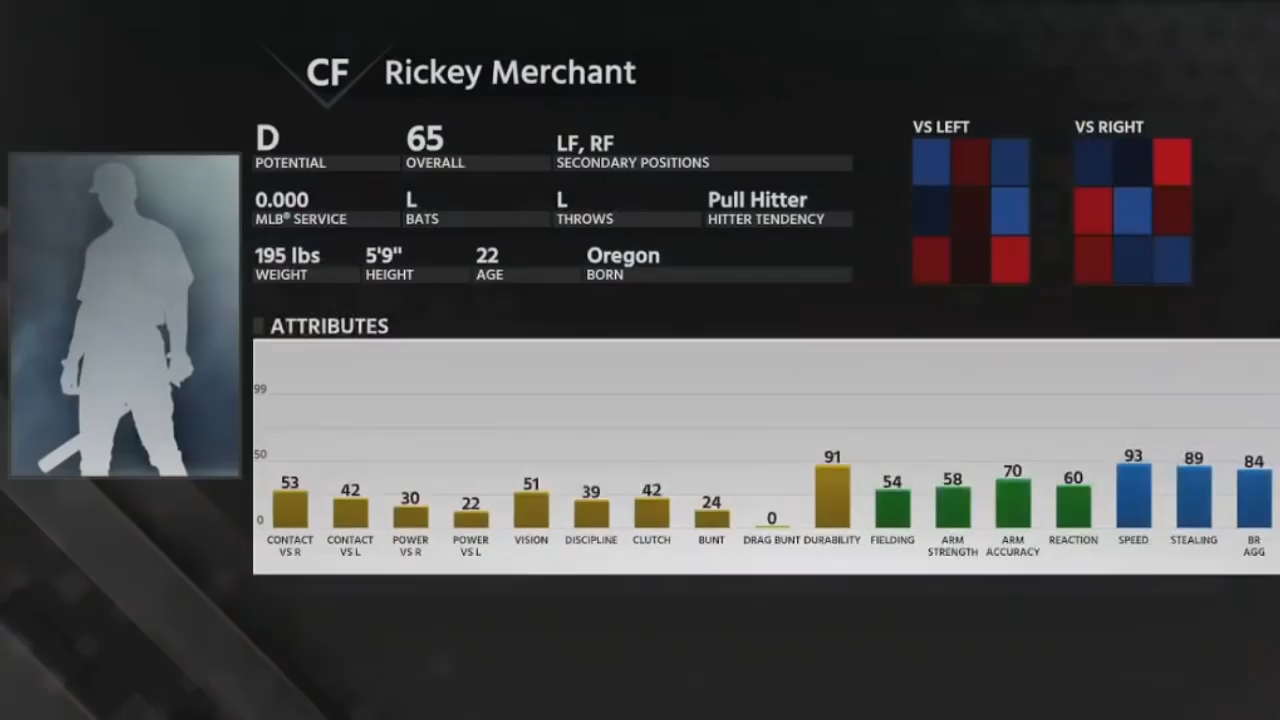 CF Rickey Merchant
D 65 LF, RF
POTENTIAL OVERALL SECONDARY POSITIONS
0.000 L L Pull Hitter
MLB® SERVICE BATS THROWS HITTER TENDENCY
195 lbs 5'9" 22 Oregon
WEIGHT HEIGHT AGE BORN
VS LEFT VS RIGHT
ATTRIBUTES
99
50
0
53 42 30 22 51 39 42 24 0 91 54 58 70 60 93 89 84
CONTACT VS R CONTACT VS L POWER VS R POWER VS L VISION DISCIPLINE CLUTCH BUNT DRAG BUNT DURABILITY FIELDING ARM STRENGTH ARM ACCURACY REACTION SPEED STEALING BR AGG